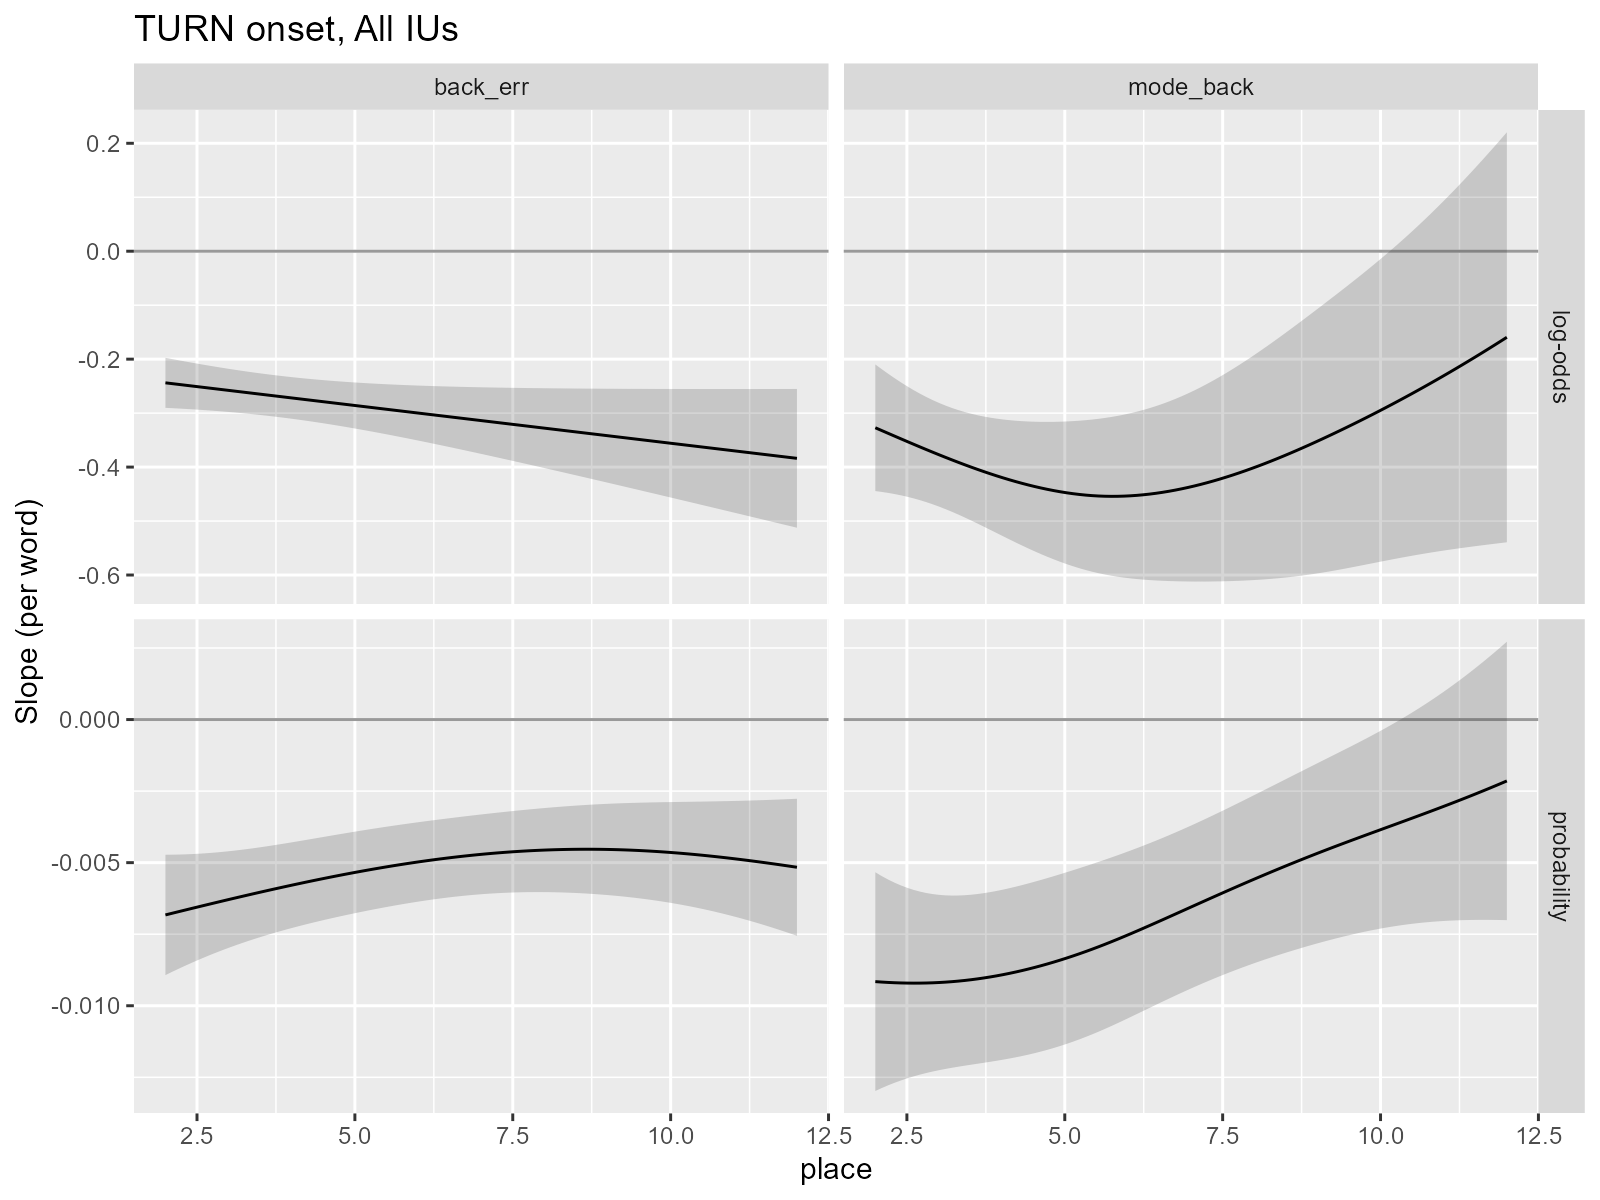 TURN onset, All IUs
back_err
mode_back
0.2
0.0
-0.2
-0.4
-0.6
log-odds
Slope (per word)
0.000
-0.005
-0.010
probability
2.5 5.0 7.5 10.0 12.5 2.5 5.0 7.5 10.0 12.5
place